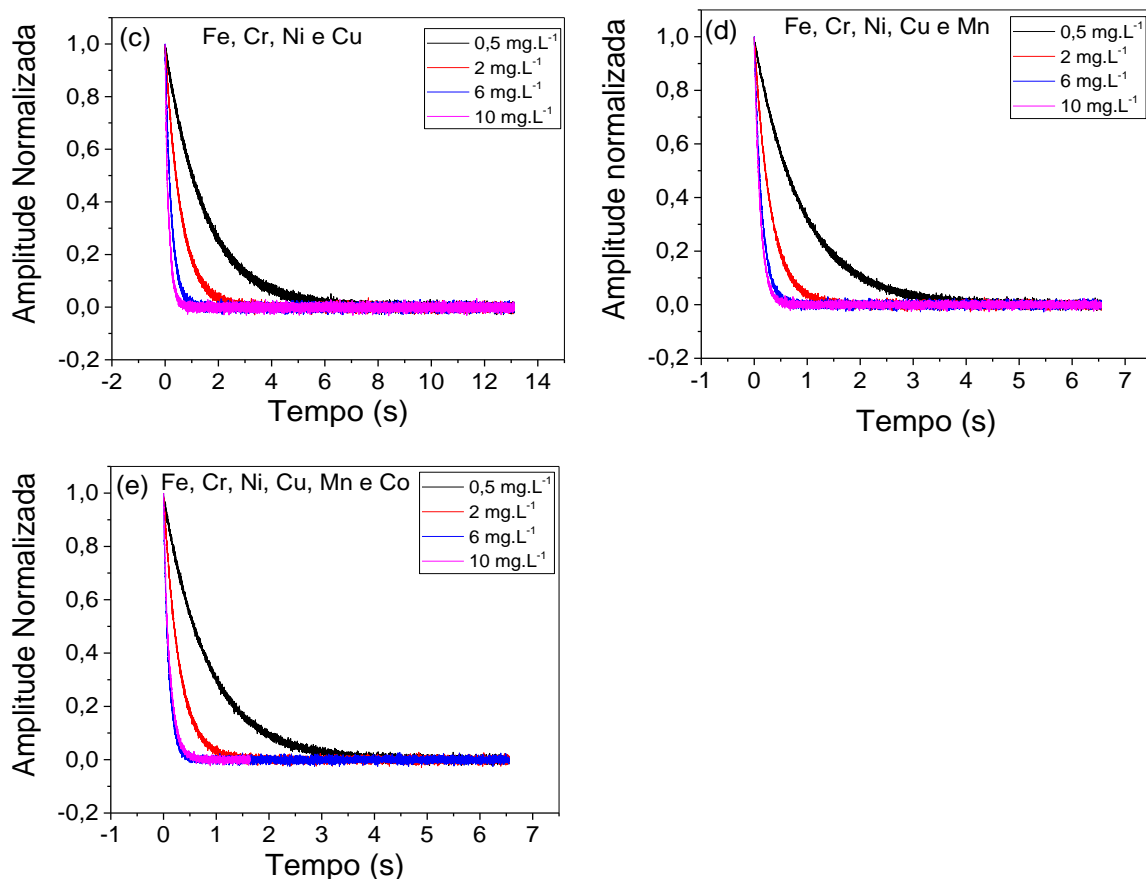 (c) Fe, Cr, Ni e Cu
0,5 mg.L⁻¹
2 mg.L⁻¹
6 mg.L⁻¹
10 mg.L⁻¹
1,0
0,8
0,6
0,4
0,2
0,0
-0,2
Amplitude Normalizada
-2 0 2 4 6 8 10 12 14
Tempo (s)
(d) Fe, Cr, Ni, Cu e Mn
0,5 mg.L⁻¹
2 mg.L⁻¹
6 mg.L⁻¹
10 mg.L⁻¹
1,0
0,8
0,6
0,4
0,2
0,0
-0,2
Amplitude normalizada
-1 0 1 2 3 4 5 6 7
Tempo (s)
(e) Fe, Cr, Ni, Cu, Mn e Co
0,5 mg.L⁻¹
2 mg.L⁻¹
6 mg.L⁻¹
10 mg.L⁻¹
1,0
0,8
0,6
0,4
0,2
0,0
-0,2
Amplitude Normalizada
-1 0 1 2 3 4 5 6 7
Tempo (s)